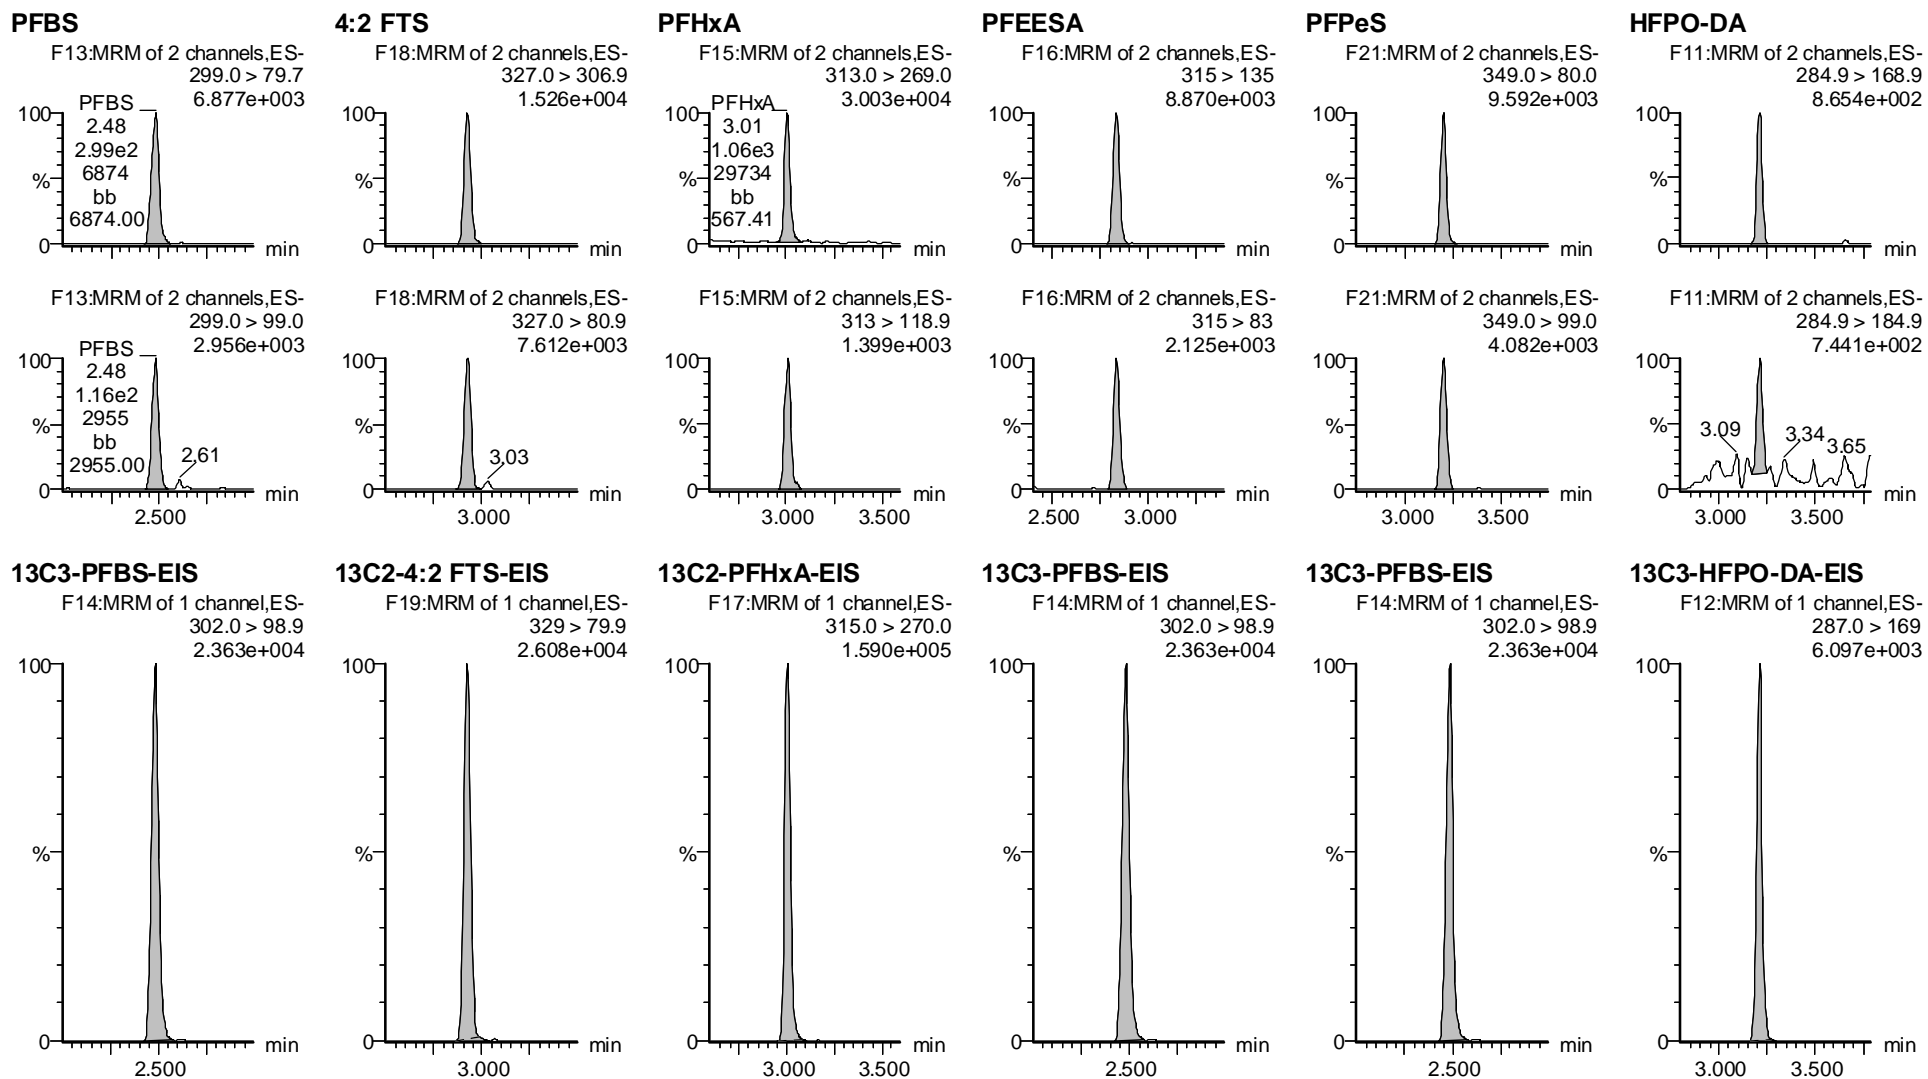 PFBS
F13:MRM of 2 channels,ES-
299.0 > 79.7
6.877e+003
100
PFBS
2.48
2.99e2
6874
bb
6874.00
%
0
min
F13:MRM of 2 channels,ES-
299.0 > 99.0
2.956e+003
100
PFBS
2.48
1.16e2
2955
bb
2955.00
2.61
%
0
min
2.500
4:2 FTS
F18:MRM of 2 channels,ES-
327.0 > 306.9
1.526e+004
100
%
0
min
F18:MRM of 2 channels,ES-
327.0 > 80.9
7.612e+003
100
3.03
%
0
min
3.000
PFHxA
F15:MRM of 2 channels,ES-
313.0 > 269.0
3.003e+004
100
PFHxA
3.01
1.06e3
29734
bb
567.41
%
0
min
F15:MRM of 2 channels,ES-
313 > 118.9
1.399e+003
100
%
0
min
3.000 3.500
PFEESA
F16:MRM of 2 channels,ES-
315 > 135
8.870e+003
100
%
0
min
F16:MRM of 2 channels,ES-
315 > 83
2.125e+003
100
%
0
min
2.500 3.000
PFPeS
F21:MRM of 2 channels,ES-
349.0 > 80.0
9.592e+003
100
%
0
min
F21:MRM of 2 channels,ES-
349.0 > 99.0
4.082e+003
100
%
0
min
3.000 3.500
HFPO-DA
F11:MRM of 2 channels,ES-
284.9 > 168.9
8.654e+002
100
%
0
min
F11:MRM of 2 channels,ES-
284.9 > 184.9
7.441e+002
100
3.09 3.34 3.65
%
0
min
3.000 3.500
13C3-PFBS-EIS
F14:MRM of 1 channel,ES-
302.0 > 98.9
2.363e+004
100
%
0
min
2.500
13C2-4:2 FTS-EIS
F19:MRM of 1 channel,ES-
329 > 79.9
2.608e+004
100
%
0
min
3.000
13C2-PFHxA-EIS
F17:MRM of 1 channel,ES-
315.0 > 270.0
1.590e+005
100
%
0
min
3.000 3.500
13C3-PFBS-EIS
F14:MRM of 1 channel,ES-
302.0 > 98.9
2.363e+004
100
%
0
min
2.500
13C3-PFBS-EIS
F14:MRM of 1 channel,ES-
302.0 > 98.9
2.363e+004
100
%
0
min
2.500
13C3-HFPO-DA-EIS
F12:MRM of 1 channel,ES-
287.0 > 169
6.097e+003
100
%
0
min
3.000 3.500